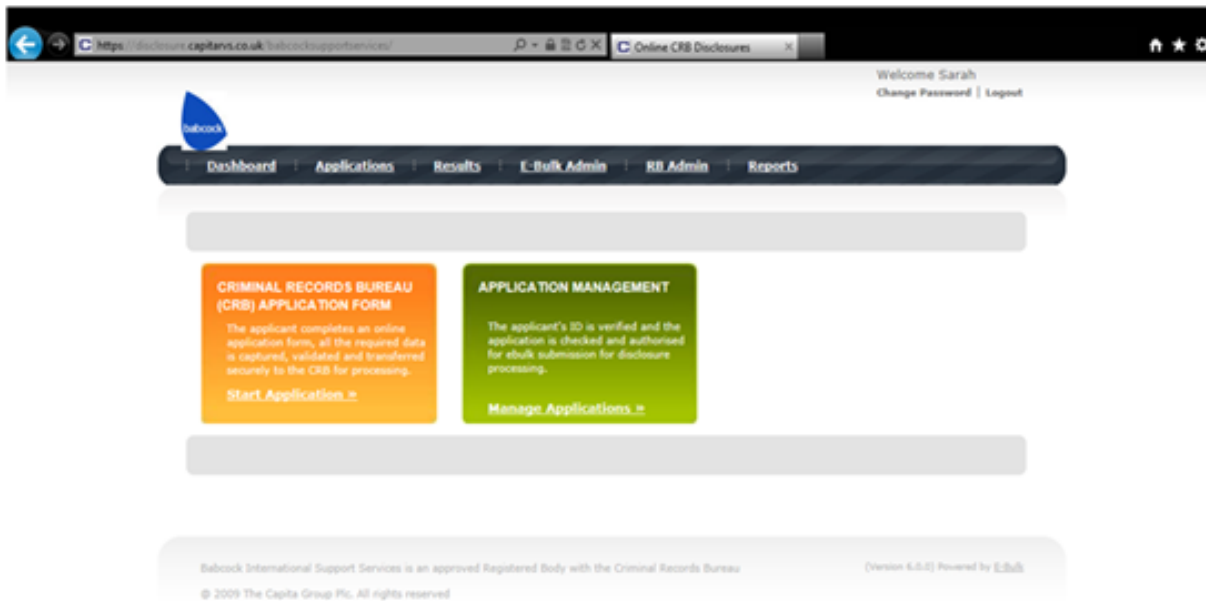 https://disclosure.capitarvs.co.uk/babcocksupportservices/
Online CRB Disclosures
Welcome Sarah
Change Password | Logout
babcock
Dashboard Applications Results E-Bulk Admin RB Admin Reports
CRIMINAL RECORDS BUREAU
(CRB) APPLICATION FORM
The applicant completes an online
application form, all the required data
is captured, validated and transferred
securely to the CRB for processing.
Start Application »
APPLICATION MANAGEMENT
The applicant's ID is verified and the
application is checked and authorised
for ebulk submission for disclosure
processing.
Manage Applications »
Babcock International Support Services is an approved Registered Body with the Criminal Records Bureau
(Version 6.0.0) Powered by E-Bulk
© 2009 The Capita Group Plc. All rights reserved